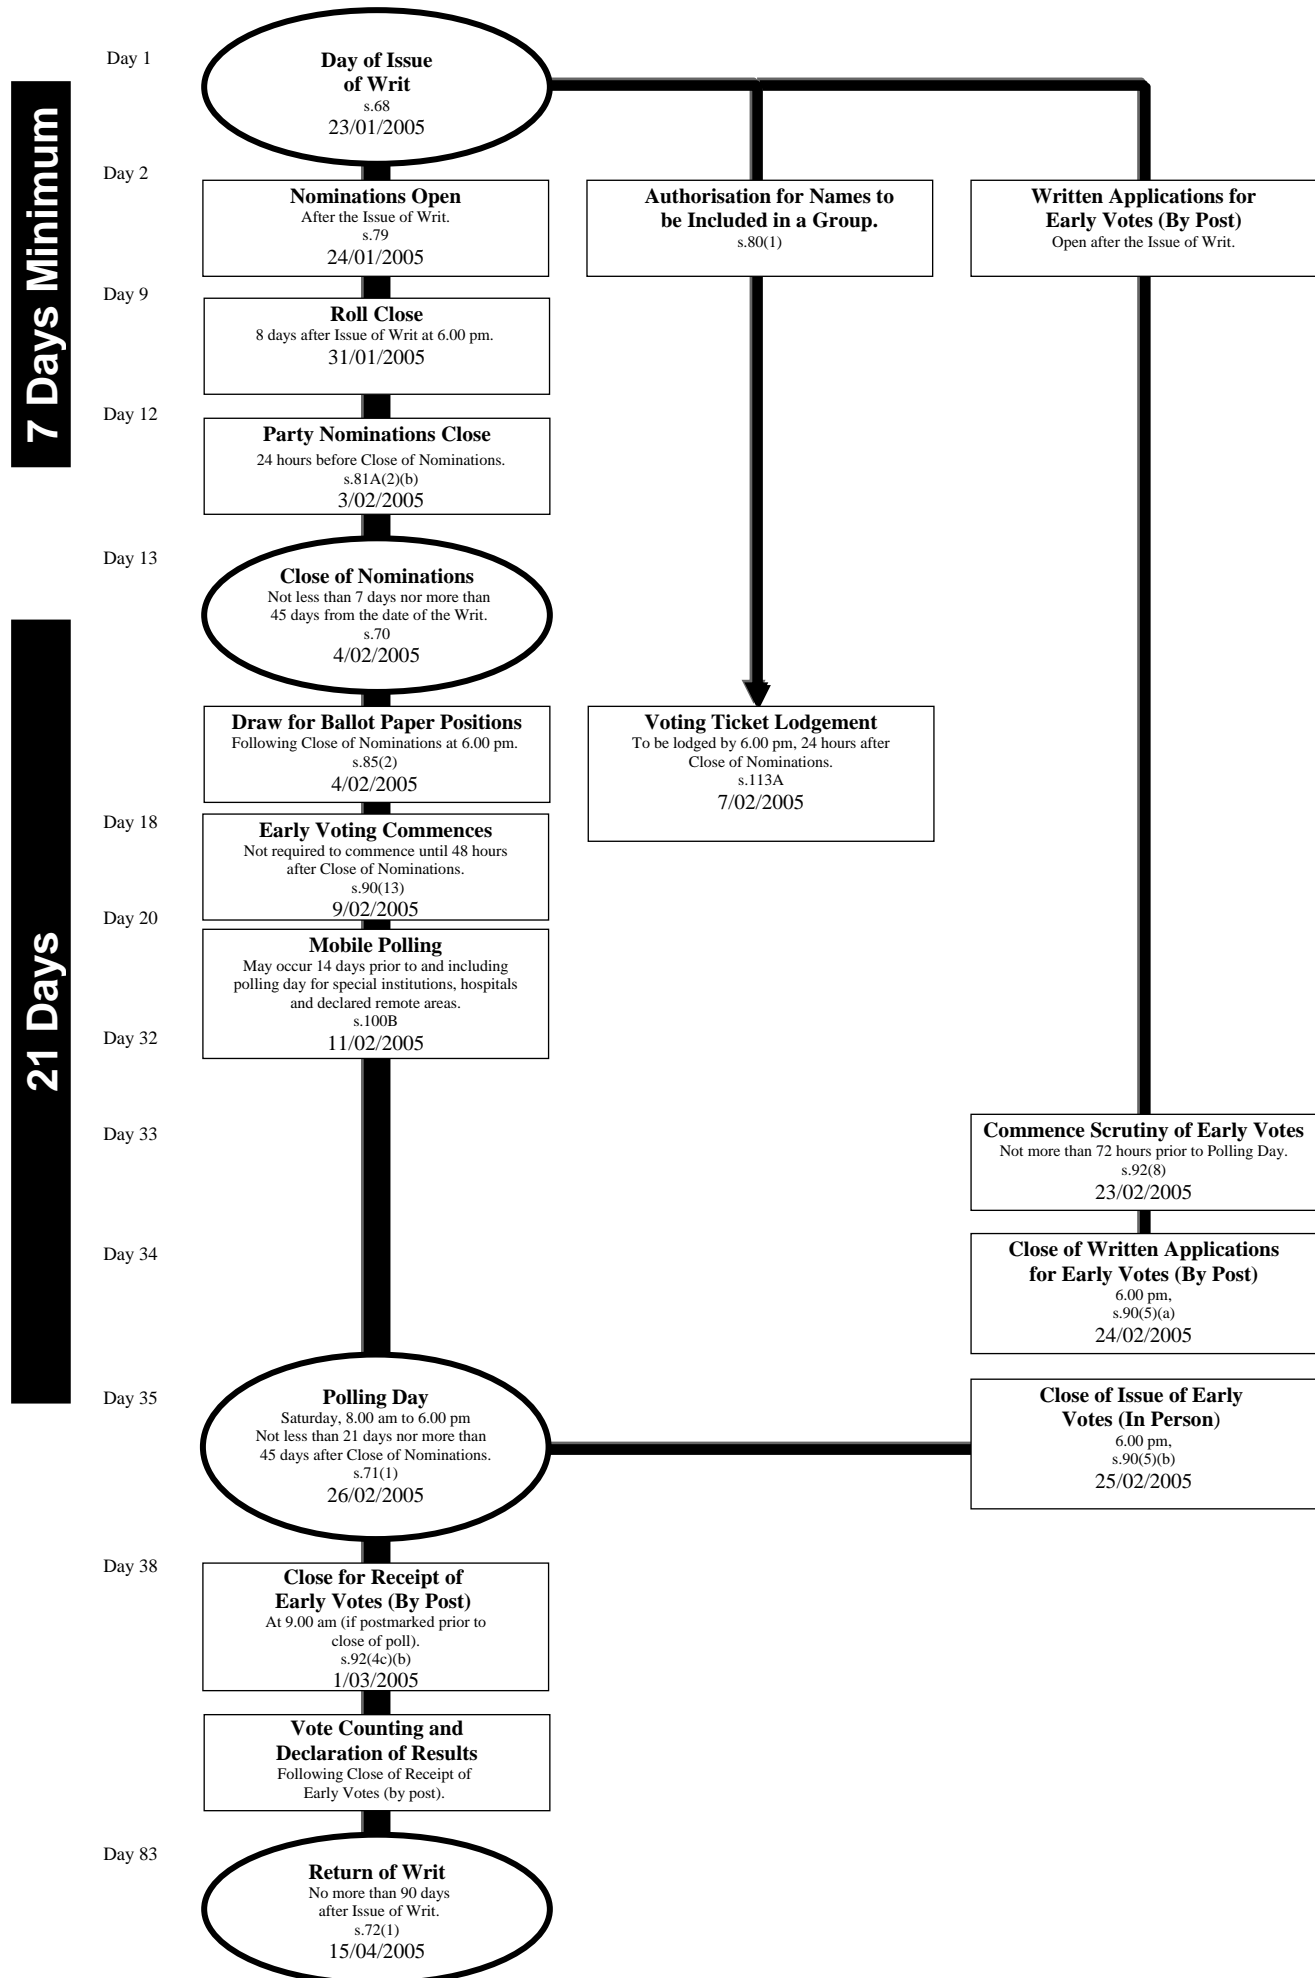 7 Days Minimum
21 Days
Day 1
Day of Issue
of Writ
s.68
23/01/2005
Day 2
Nominations Open
After the Issue of Writ.
s.79
24/01/2005
Authorisation for Names to
be Included in a Group.
s.80(1)
Written Applications for
Early Votes (By Post)
Open after the Issue of Writ.
Day 9
Roll Close
8 days after Issue of Writ at 6.00 pm.
31/01/2005
Day 12
Party Nominations Close
24 hours before Close of Nominations.
s.81A(2)(b)
3/02/2005
Day 13
Close of Nominations
Not less than 7 days nor more than
45 days from the date of the Writ.
s.70
4/02/2005
Draw for Ballot Paper Positions
Following Close of Nominations at 6.00 pm.
s.85(2)
4/02/2005
Voting Ticket Lodgement
To be lodged by 6.00 pm, 24 hours after
Close of Nominations.
s.113A
7/02/2005
Day 18
Early Voting Commences
Not required to commence until 48 hours
after Close of Nominations.
s.90(13)
9/02/2005
Day 20
Mobile Polling
May occur 14 days prior to and including
polling day for special institutions, hospitals
and declared remote areas.
s.100B
11/02/2005
Day 32
Day 33
Commence Scrutiny of Early Votes
Not more than 72 hours prior to Polling Day.
s.92(8)
23/02/2005
Day 34
Close of Written Applications
for Early Votes (By Post)
6.00 pm,
s.90(5)(a)
24/02/2005
Day 35
Polling Day
Saturday, 8.00 am to 6.00 pm
Not less than 21 days nor more than
45 days after Close of Nominations.
s.71(1)
26/02/2005
Close of Issue of Early
Votes (In Person)
6.00 pm,
s.90(5)(b)
25/02/2005
Day 38
Close for Receipt of
Early Votes (By Post)
At 9.00 am (if postmarked prior to
close of poll).
s.92(4c)(b)
1/03/2005
Vote Counting and
Declaration of Results
Following Close of Receipt of
Early Votes (by post).
Day 83
Return of Writ
No more than 90 days
after Issue of Writ.
s.72(1)
15/04/2005